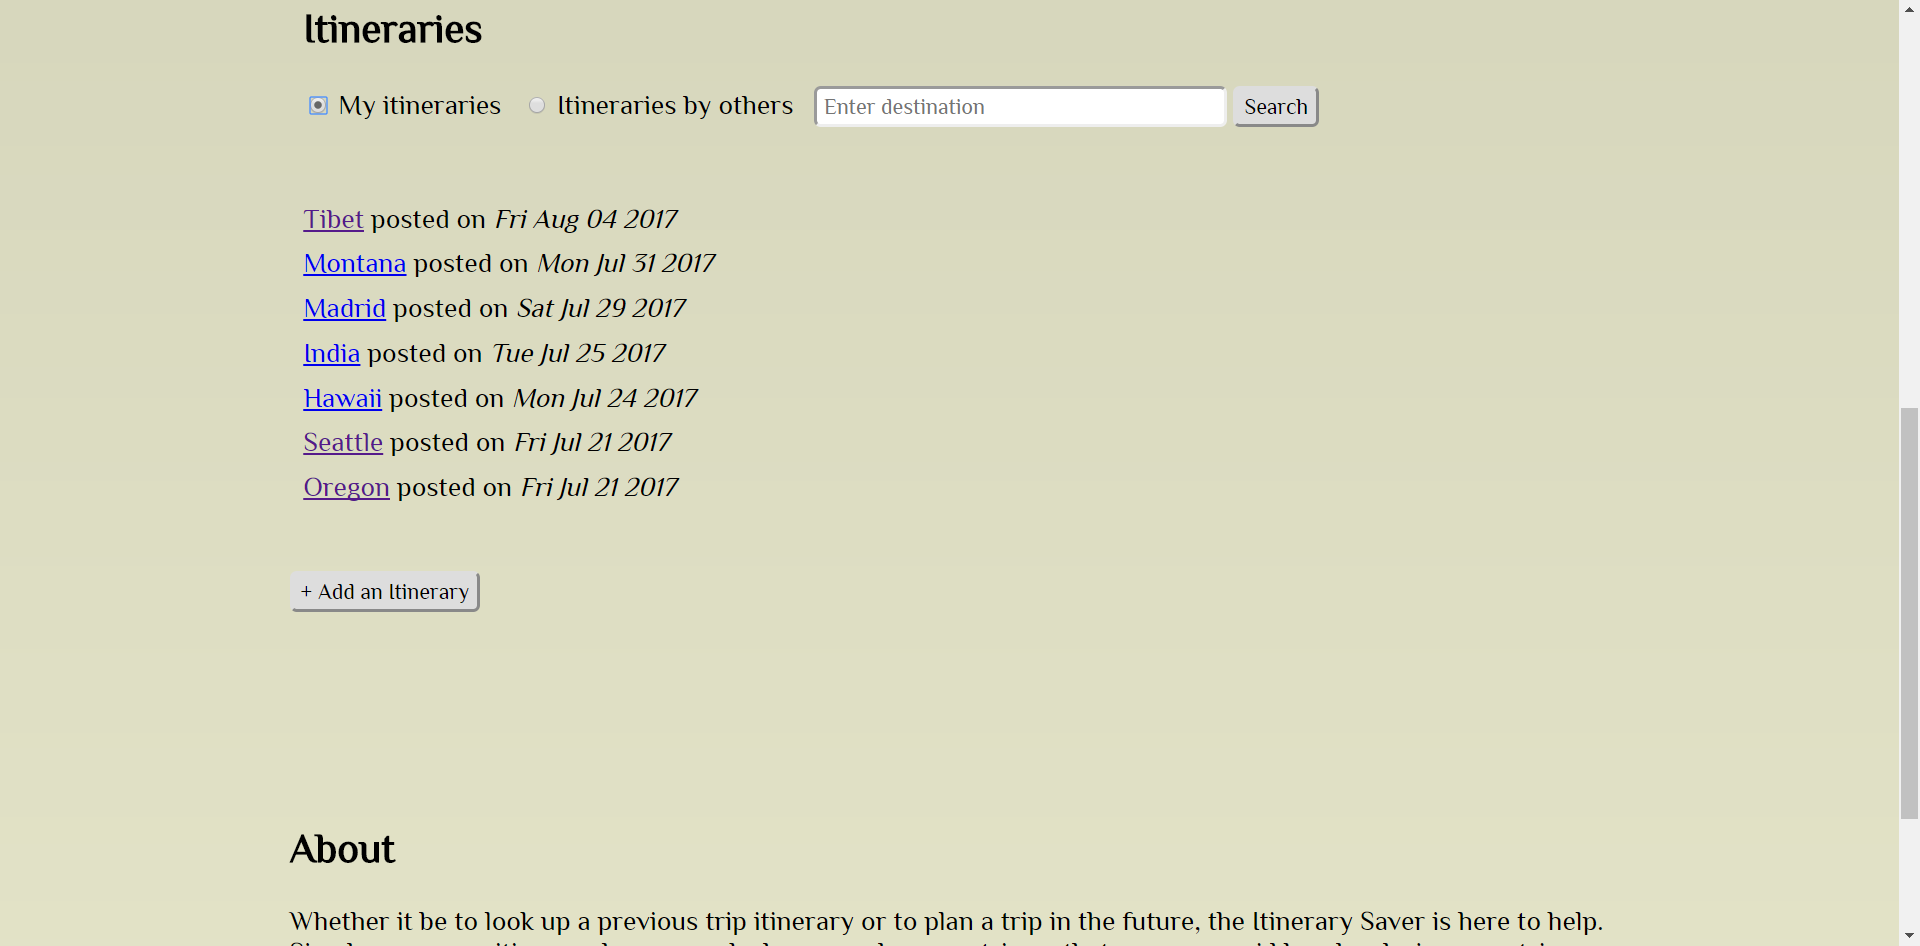 Itineraries
My itineraries Itineraries by others Enter destination Search
Tibet posted on Fri Aug 04 2017
Montana posted on Mon Jul 31 2017
Madrid posted on Sat Jul 29 2017
India posted on Tue Jul 25 2017
Hawaii posted on Mon Jul 24 2017
Seattle posted on Fri Jul 21 2017
Oregon posted on Fri Jul 21 2017
+ Add an Itinerary
About
Whether it be to look up a previous trip itinerary or to plan a trip in the future, the Itinerary Saver is here to help.